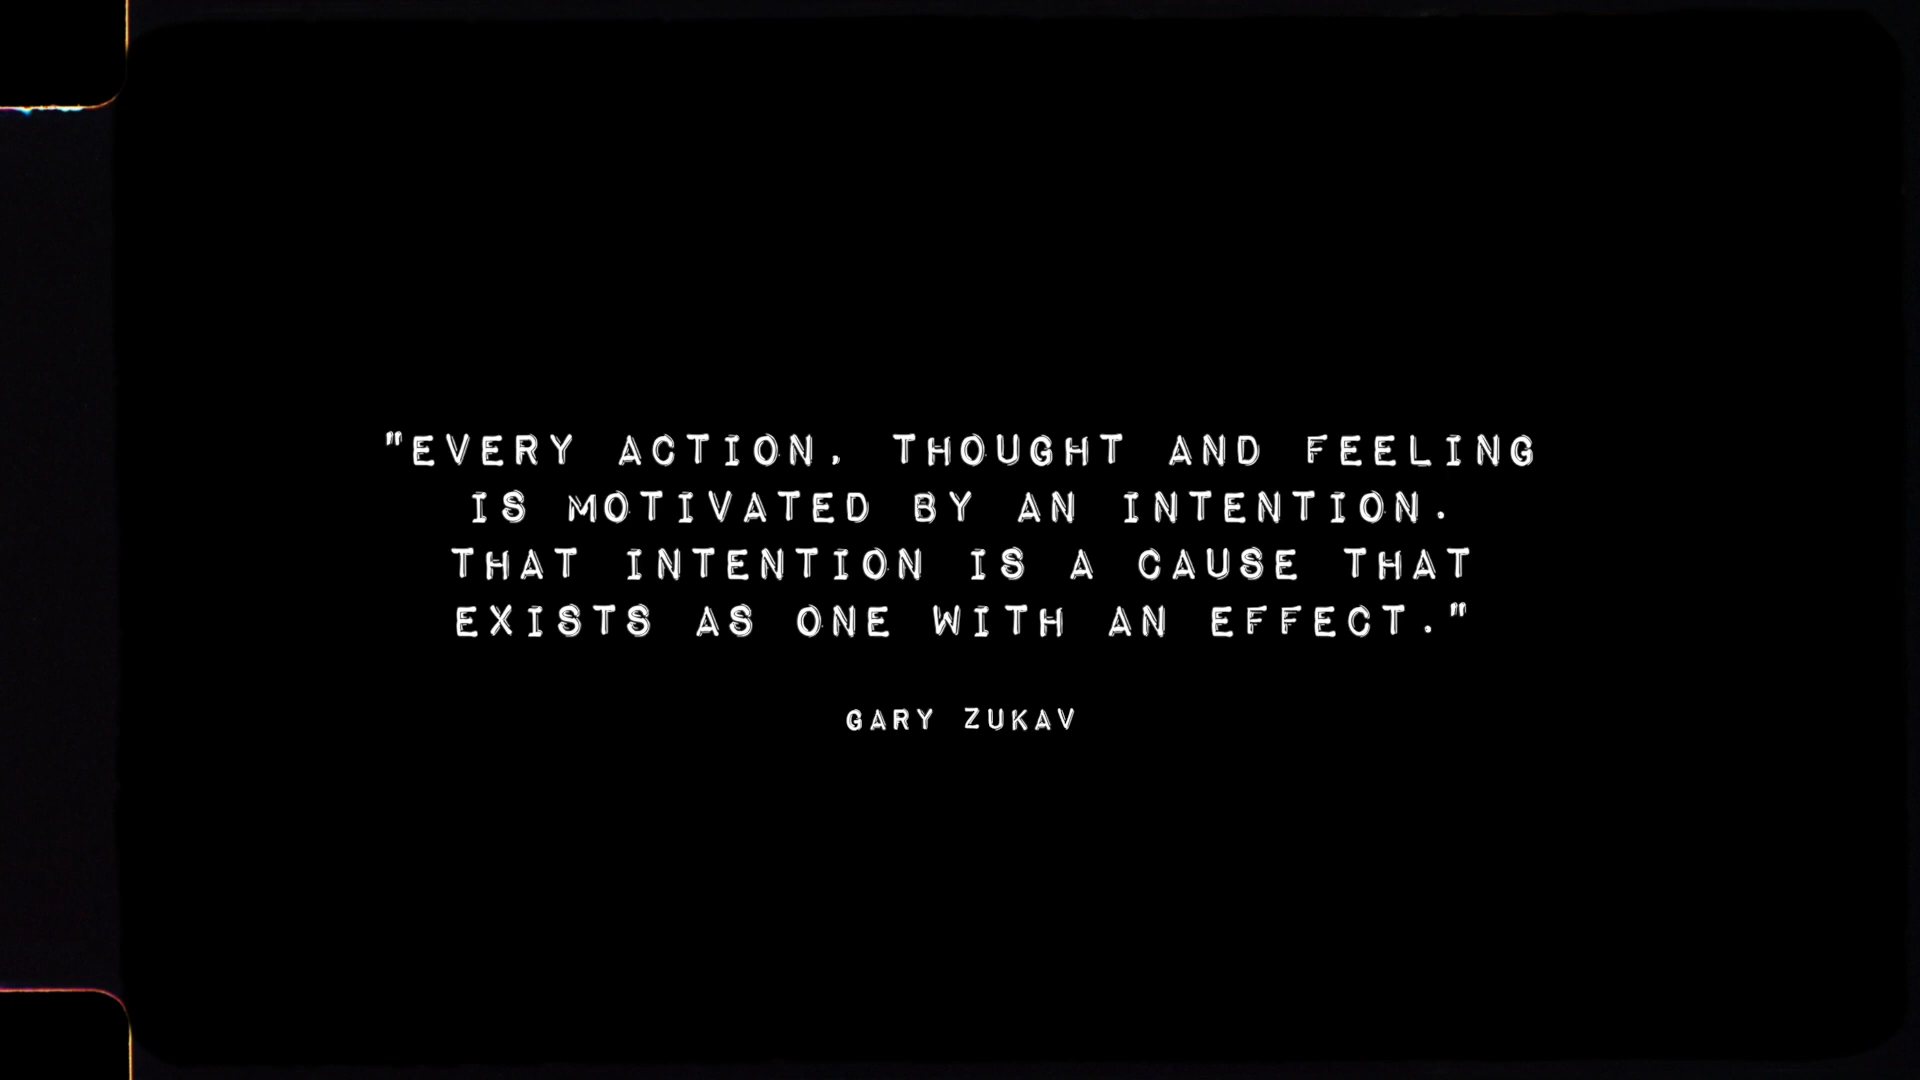 "EVERY ACTION, THOUGHT AND FEELING
IS MOTIVATED BY AN INTENTION.
THAT INTENTION IS A CAUSE THAT
EXISTS AS ONE WITH AN EFFECT."
GARY ZUKAV